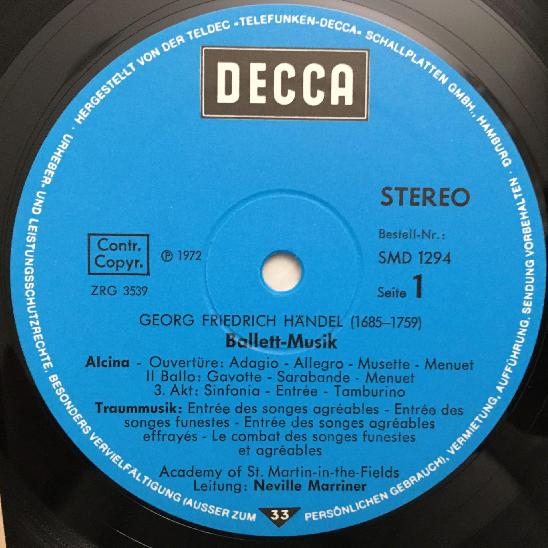 URHEBER- UND LEISTUNGSSCHUTZRECHTE, BESONDERS VERVIELFÄLTIGUNG (AUSSER ZUM PERSÖNLICHEN GEBRAUCH), VERMIETUNG, AUFFÜHRUNG, SENDUNG VORBEHALTEN · HERGESTELLT VON DER TELDEC »TELEFUNKEN-DECCA« SCHALLPLATTEN GMBH., HAMBURG ·
DECCA
STEREO
Bestell-Nr.:
SMD 1294
Seite 1
Contr.
Copyr.
℗ 1972
ZRG 3539
GEORG FRIEDRICH HÄNDEL (1685–1759)
Ballett-Musik
Alcina - Ouvertüre: Adagio - Allegro - Musette - Menuet
II Ballo: Gavotte - Sarabande - Menuet
3. Akt: Sinfonia - Entrée - Tamburino
Traummusik: Entrée des songes agréables - Entrée des
songes funestes - Entrée des songes agréables
effrayés - Le combat des songes funestes
et agréables
Academy of St. Martin-in-the-Fields
Leitung: Neville Marriner
33